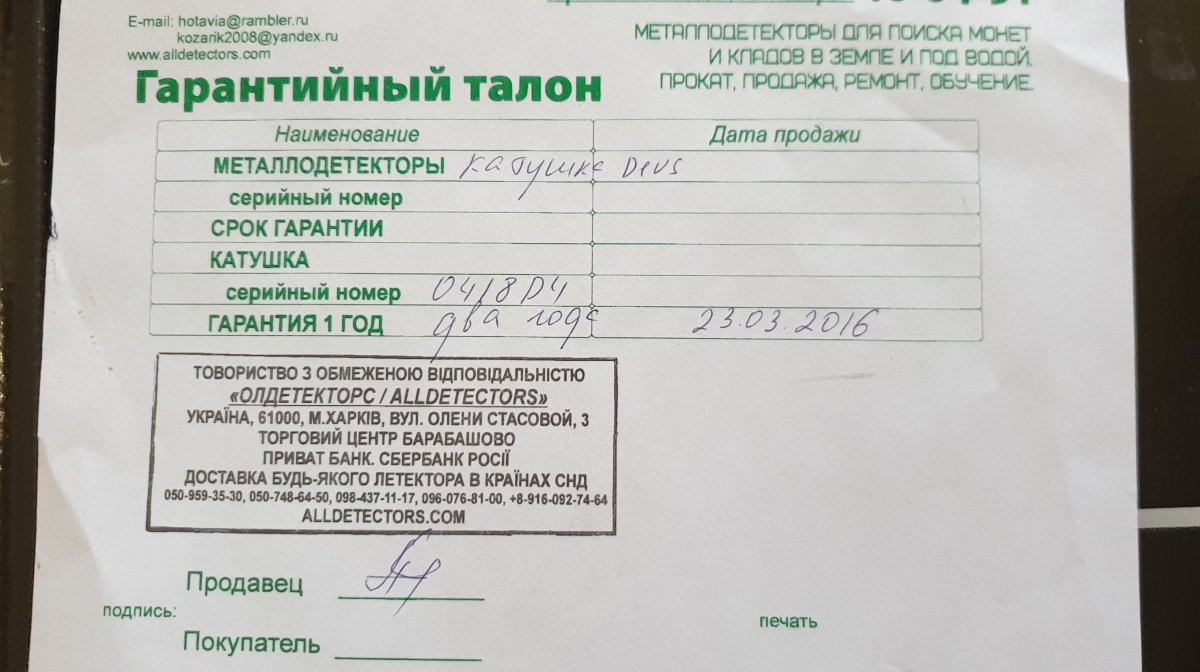 E-mail: hotavia@rambler.ru
kozarik2008@yandex.ru
www.alldetectors.com
МЕТАЛЛОДЕТЕКТОРЫ ДЛЯ ПОИСКА МОНЕТ
И КЛАДОВ В ЗЕМЛЕ И ПОД ВОДОЙ.
ПРОКАТ, ПРОДАЖА, РЕМОНТ, ОБУЧЕНИЕ.
Гарантийный талон
Наименование Дата продажи
МЕТАЛЛОДЕТЕКТОРЫ катушка Deus
серийный номер
СРОК ГАРАНТИИ
КАТУШКА
серийный номер 0418D4
ГАРАНТИЯ 1 ГОД два года 23.03.2016
ТОВОРИСТВО З ОБМЕЖЕНОЮ ВІДПОВІДАЛЬНІСТЮ
«ОЛДЕТЕКТОРС / ALLDETECTORS»
УКРАЇНА, 61000, М.ХАРКІВ, ВУЛ. ОЛЕНИ СТАСОВОЙ, 3
ТОРГОВИЙ ЦЕНТР БАРАБАШОВО
ПРИВАТ БАНК. СБЕРБАНК РОСІЇ
ДОСТАВКА БУДЬ-ЯКОГО ЛЕТЕКТОРА В КРАЇНАХ СНД
050-959-35-30, 050-748-64-50, 098-437-11-17, 096-076-81-00, +8-916-092-74-64
ALLDETECTORS.COM
Продавец
подпись:
печать
Покупатель